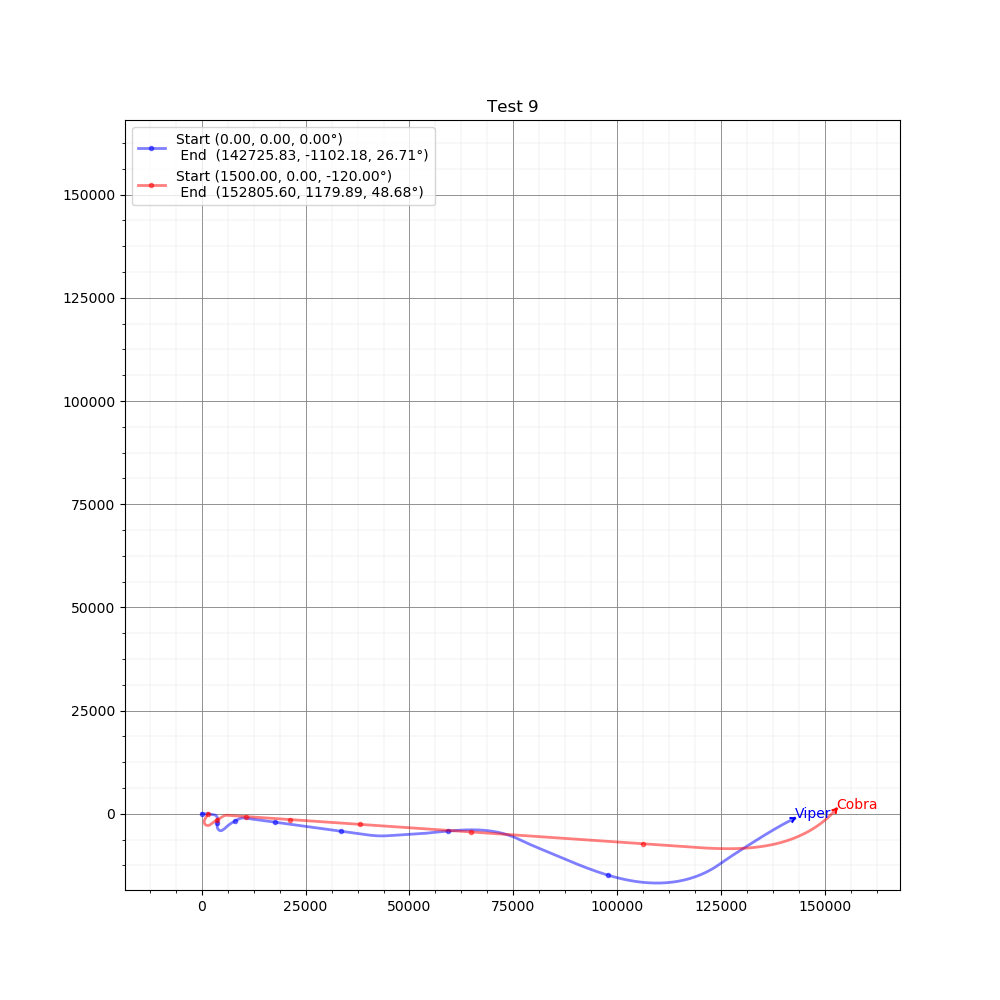 Test 9
Start (0.00, 0.00, 0.00°)
End (142725.83, -1102.18, 26.71°)
Start (1500.00, 0.00, -120.00°)
End (152805.60, 1179.89, 48.68°)
150000
125000
100000
75000
50000
25000
0
Viper
Cobra
0 25000 50000 75000 100000 125000 150000